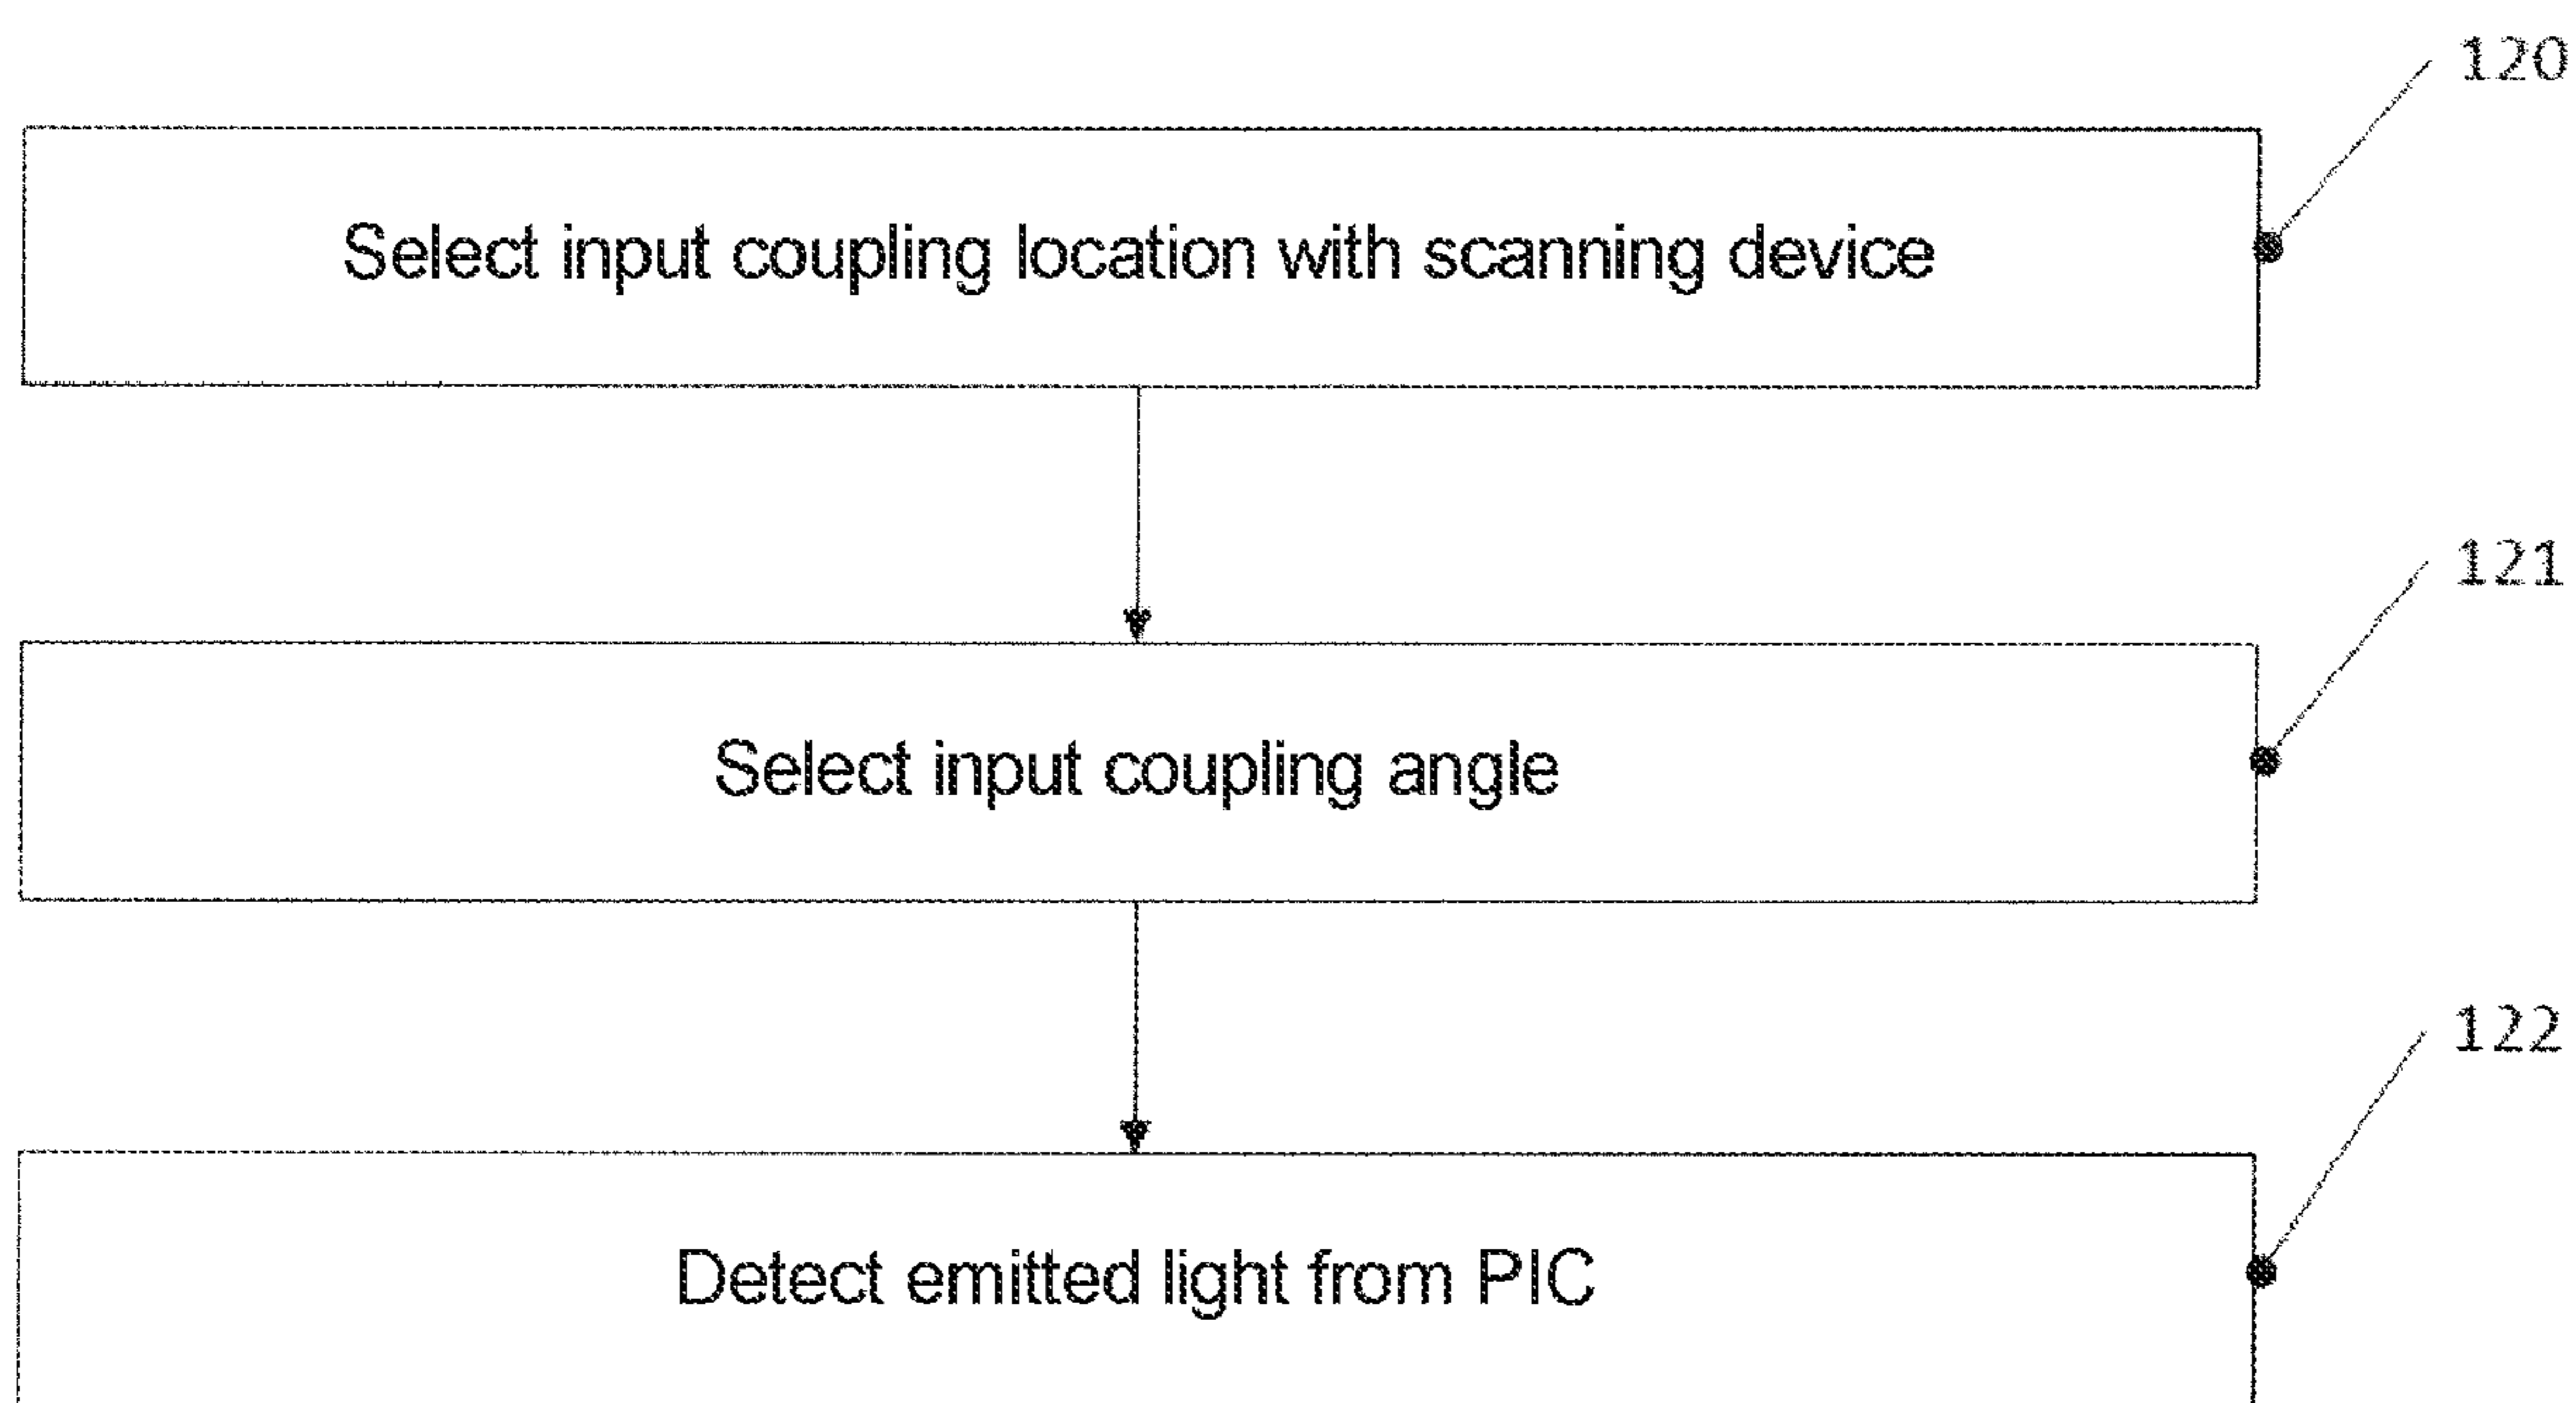 120
Select input coupling location with scanning device
121
Select input coupling angle
122
Detect emitted light from PIC